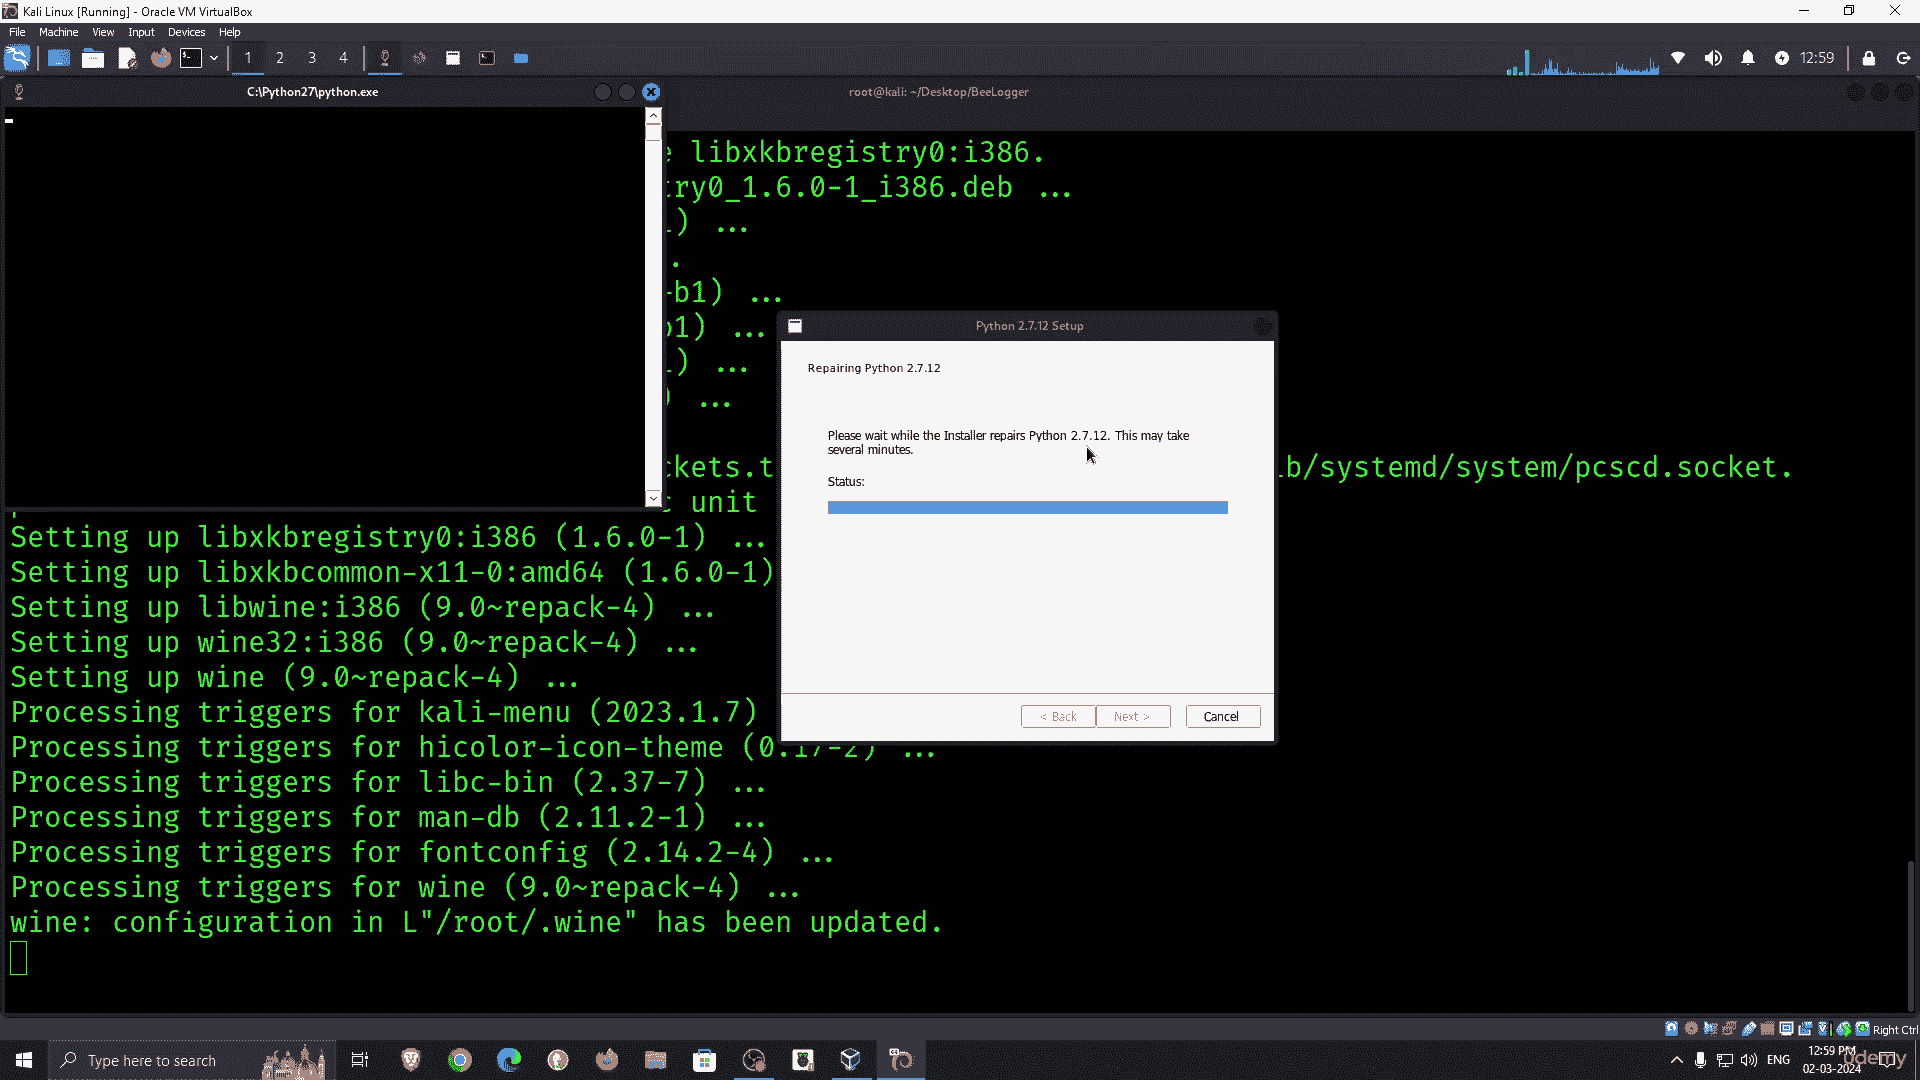 Kali Linux [Running] - Oracle VM VirtualBox
File Machine View Input Devices Help
1 2 3 4
12:59
C:\Python27\python.exe
root@kali: ~/Desktop/BeeLogger
libxkbregistry0:i386.
try0_1.6.0-1_i386.deb ...
) ...
.
-b1) ...
1) ...
) ...
) ...
ckets.t
ib/systemd/system/pcscd.socket.
c unit
Setting up libxkbregistry0:i386 (1.6.0-1) ...
Setting up libxkbcommon-x11-0:amd64 (1.6.0-1)
Setting up libwine:i386 (9.0~repack-4) ...
Setting up wine32:i386 (9.0~repack-4) ...
Setting up wine (9.0~repack-4) ...
Processing triggers for kali-menu (2023.1.7)
Processing triggers for hicolor-icon-theme (0.17-2) ...
Processing triggers for libc-bin (2.37-7) ...
Processing triggers for man-db (2.11.2-1) ...
Processing triggers for fontconfig (2.14.2-4) ...
Processing triggers for wine (9.0~repack-4) ...
wine: configuration in L"/root/.wine" has been updated.
Python 2.7.12 Setup
Repairing Python 2.7.12
Please wait while the Installer repairs Python 2.7.12. This may take
several minutes.
Status:
< Back Next > Cancel
Right Ctrl
Type here to search
ENG
12:59 PM
02-03-2024
udemy